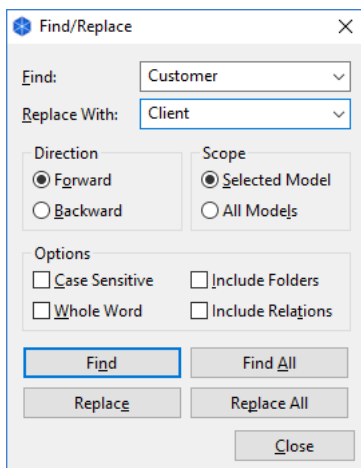 Find/Replace
Find: Customer
Replace With: Client
Direction Scope
Forward Selected Model
Backward All Models
Options
Case Sensitive Include Folders
Whole Word Include Relations
Find Find All
Replace Replace All
Close